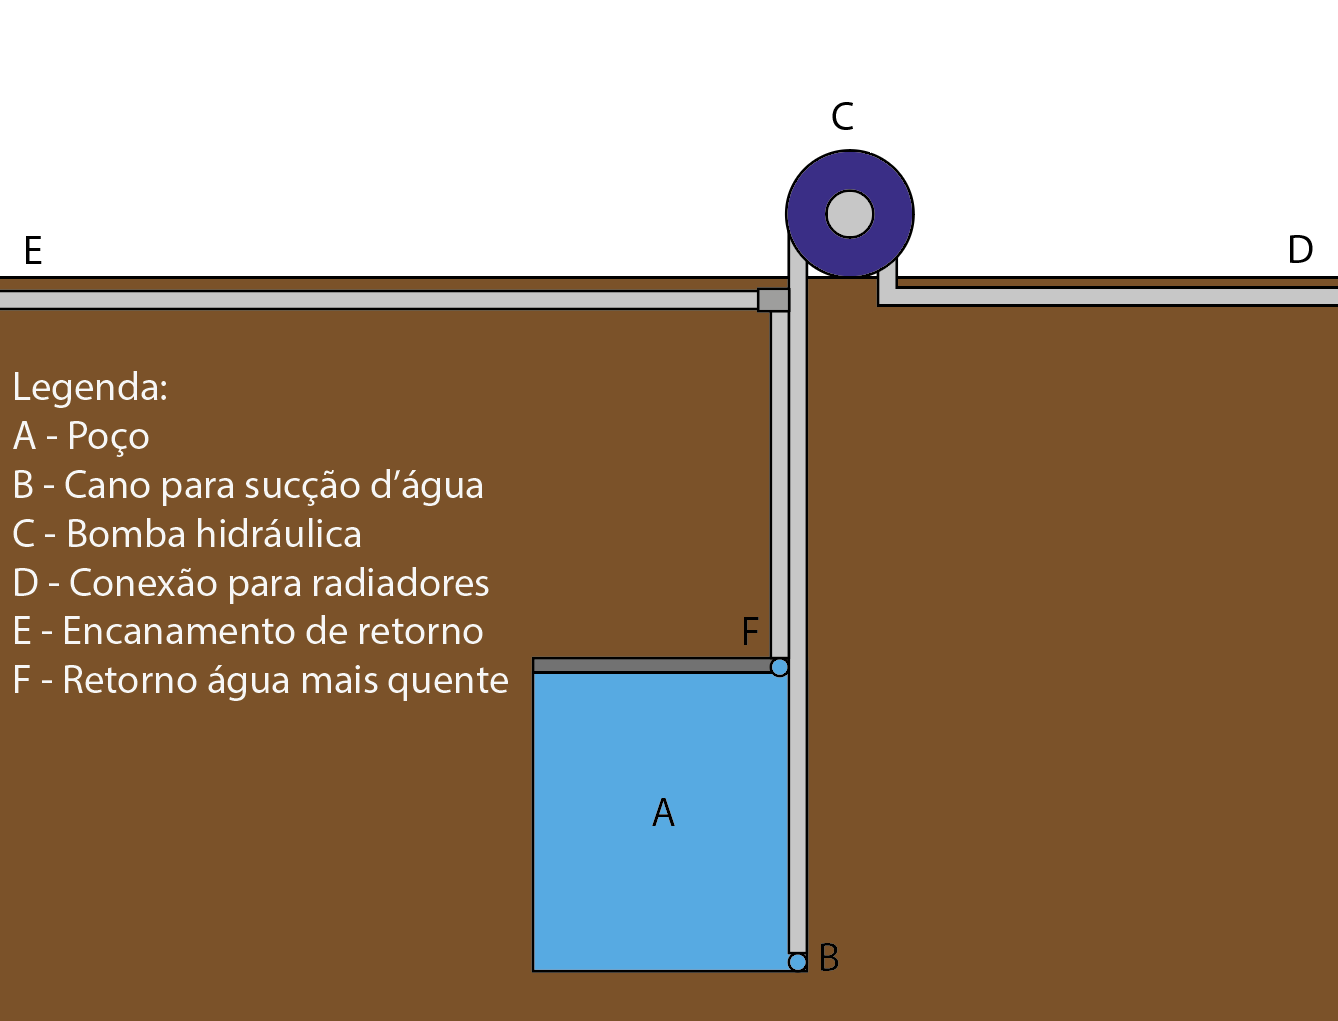 C
E
D
Legenda:
A - Poço
B - Cano para sucção d’água
C - Bomba hidráulica
D - Conexão para radiadores
E - Encanamento de retorno
F - Retorno água mais quente
F
A
B